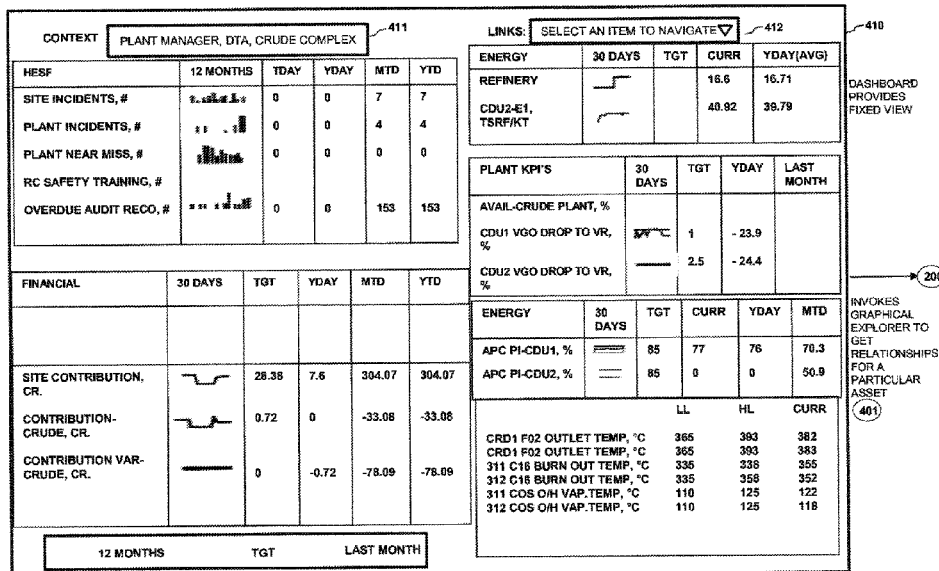 CONTEXT
PLANT MANAGER, DTA, CRUDE COMPLEX
411
LINKS:
SELECT AN ITEM TO NAVIGATE
412
410
HESF 12 MONTHS TDAY YDAY MTD YTD
SITE INCIDENTS, # 0 0 7 7
PLANT INCIDENTS, # 0 0 4 4
PLANT NEAR MISS, # 0 0 0 0
RC SAFETY TRAINING, #
OVERDUE AUDIT RECO, # 0 0 153 153
ENERGY 30 DAYS TGT CURR YDAY(AVG)
REFINERY 16.6 16.71
CDU2-E1, 40.92 39.79
TSRF/KT
DASHBOARD
PROVIDES
FIXED VIEW
PLANT KPI'S 30 TGT YDAY LAST
DAYS MONTH
AVAIL-CRUDE PLANT, %
CDU1 VGO DROP TO VR, 1 - 23.9
%
CDU2 VGO DROP TO VR, 2.5 - 24.4
%
200
FINANCIAL 30 DAYS TGT YDAY MTD YTD
SITE CONTRIBUTION, 28.38 7.6 304.07 304.07
CR.
CONTRIBUTION- 0.72 0 -33.08 -33.08
CRUDE, CR.
CONTRIBUTION VAR- 0 -0.72 -78.09 -78.09
CRUDE, CR.
ENERGY 30 TGT CURR YDAY MTD
DAYS
APC PI-CDU1, % 85 77 76 70.3
APC PI-CDU2, % 85 0 0 50.9
INVOKES
GRAPHICAL
EXPLORER TO
GET
RELATIONSHIPS
FOR A
PARTICULAR
ASSET
401
LL HL CURR
CRD1 F02 OUTLET TEMP, °C 365 393 382
CRD1 F02 OUTLET TEMP, °C 365 393 383
311 C16 BURN OUT TEMP, °C 335 338 355
312 C16 BURN OUT TEMP, °C 335 358 352
311 COS O/H VAP.TEMP, °C 110 125 122
312 COS O/H VAP.TEMP, °C 110 125 118
12 MONTHS TGT LAST MONTH